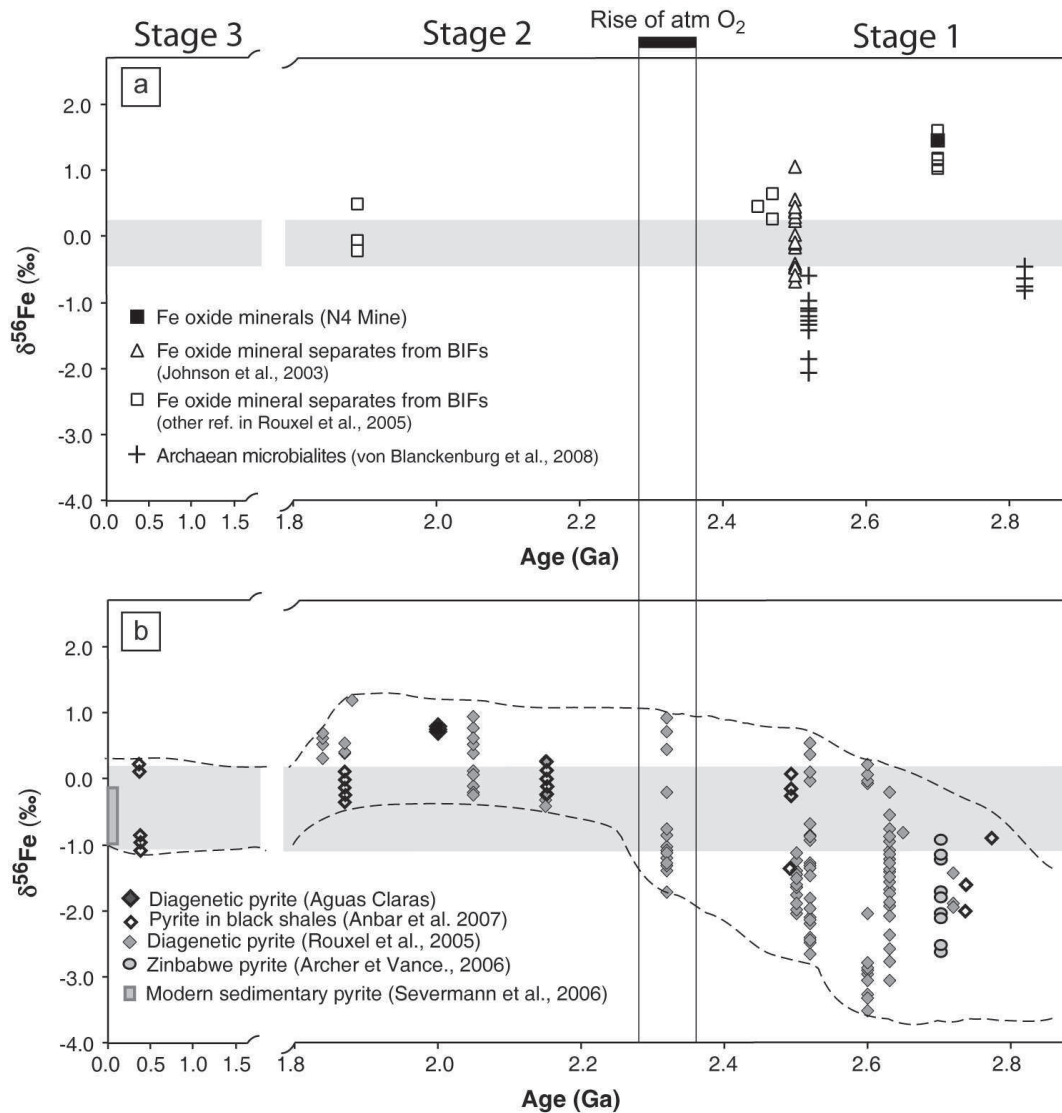 Stage 3
Stage 2
Rise of atm O₂
Stage 1
a
2.0
1.0
0.0
-1.0
-2.0
-3.0
-4.0
δ⁵⁶Fe (‰)
Fe oxide minerals (N4 Mine)
Fe oxide mineral separates from BIFs
(Johnson et al., 2003)
Fe oxide mineral separates from BIFs
(other ref. in Rouxel et al., 2005)
Archaean microbialites (von Blanckenburg et al., 2008)
0.0 0.5 1.0 1.5 1.8 2.0 2.2 2.4 2.6 2.8
Age (Ga)
b
2.0
1.0
0.0
-1.0
-2.0
-3.0
-4.0
δ⁵⁶Fe (‰)
Diagenetic pyrite (Aguas Claras)
Pyrite in black shales (Anbar et al. 2007)
Diagenetic pyrite (Rouxel et al., 2005)
Zinbabwe pyrite (Archer et Vance., 2006)
Modern sedimentary pyrite (Severmann et al., 2006)
0.0 0.5 1.0 1.5 1.8 2.0 2.2 2.4 2.6 2.8
Age (Ga)